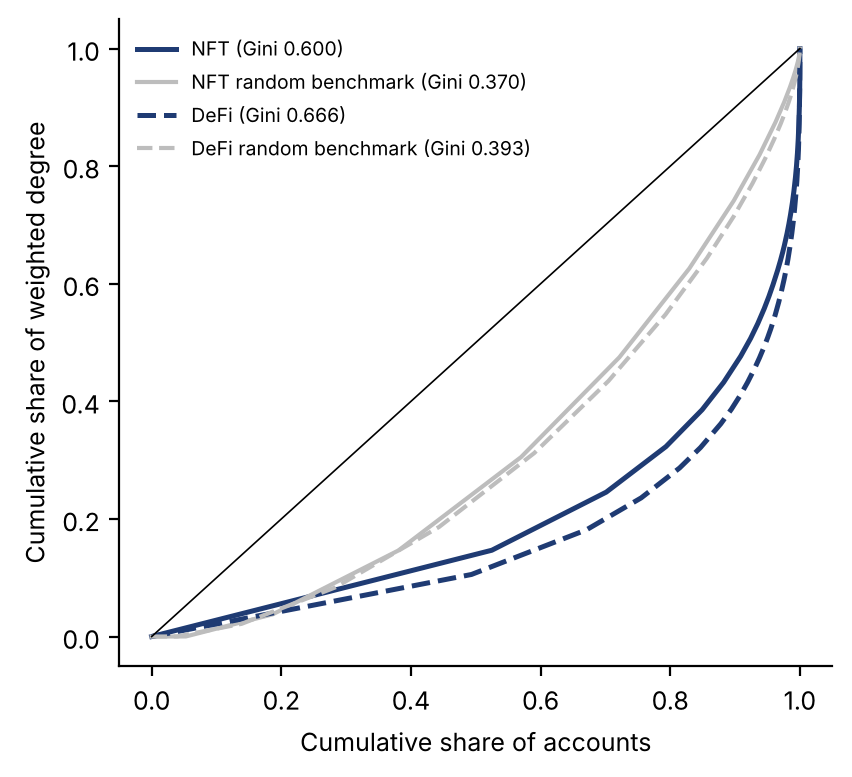 NFT (Gini 0.600)
NFT random benchmark (Gini 0.370)
DeFi (Gini 0.666)
DeFi random benchmark (Gini 0.393)
Cumulative share of weighted degree
1.0
0.8
0.6
0.4
0.2
0.0
0.0 0.2 0.4 0.6 0.8 1.0
Cumulative share of accounts